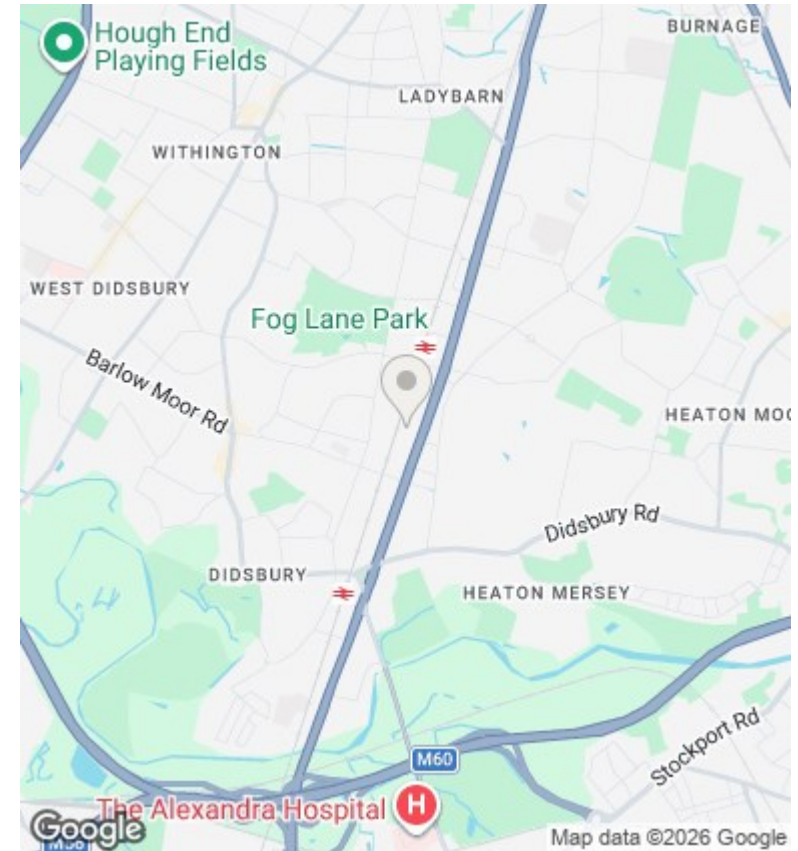 Hough End
Playing Fields
BURNAGE
LADYBARN
WITHINGTON
WEST DIDSBURY
Fog Lane Park
Barlow Moor Rd
HEATON MOO
Didsbury Rd
DIDSBURY
HEATON MERSEY
Stockport Rd
M60
The Alexandra Hospital
H
Google
Map data ©2026 Google